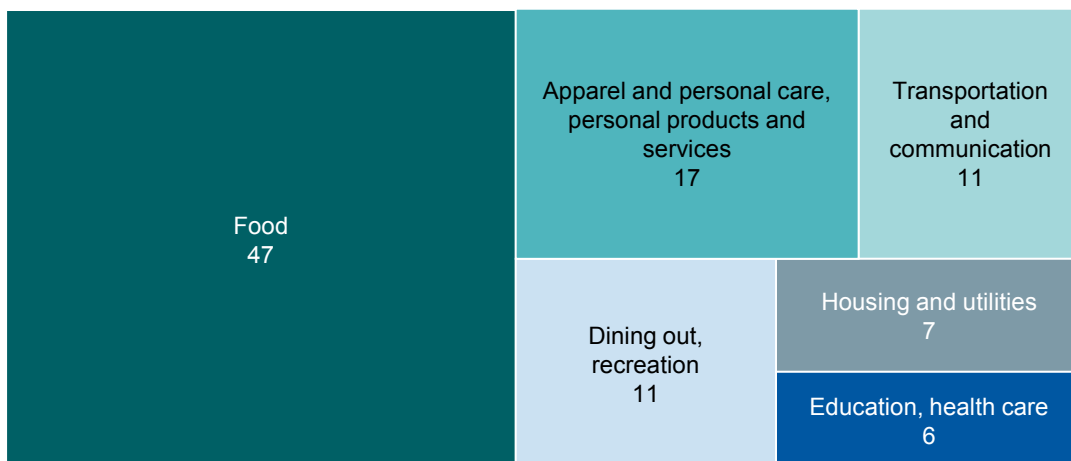 Food
47
Apparel and personal care,
personal products and
services
17
Transportation
and
communication
11
Dining out,
recreation
11
Housing and utilities
7
Education, health care
6